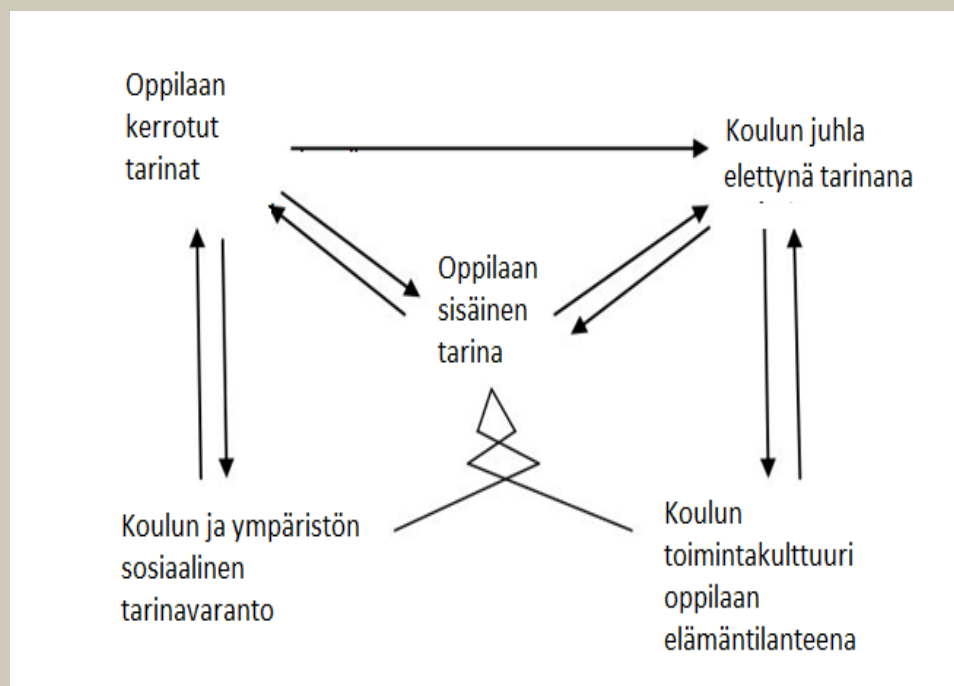 Oppilaan
kerrotut
tarinat
Koulun juhla
elettynä tarinana
Oppilaan
sisäinen
tarina
Koulun ja ympäristön
sosiaalinen
tarinavaranto
Koulun
toimintakulttuuri
oppilaan
elämäntilanteena